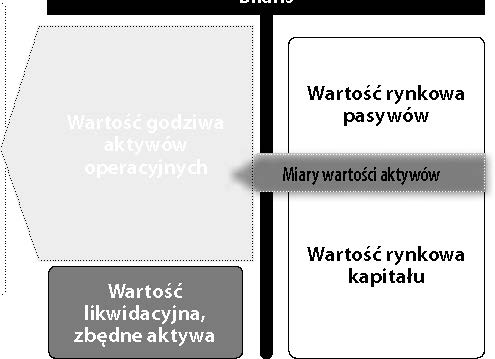 Wartość godziwa
aktywów
operacyjnych
Wartość
likwidacyjna,
zbędne aktywa
Wartość rynkowa
pasywów
Miary wartości aktywów
Wartość rynkowa
kapitału